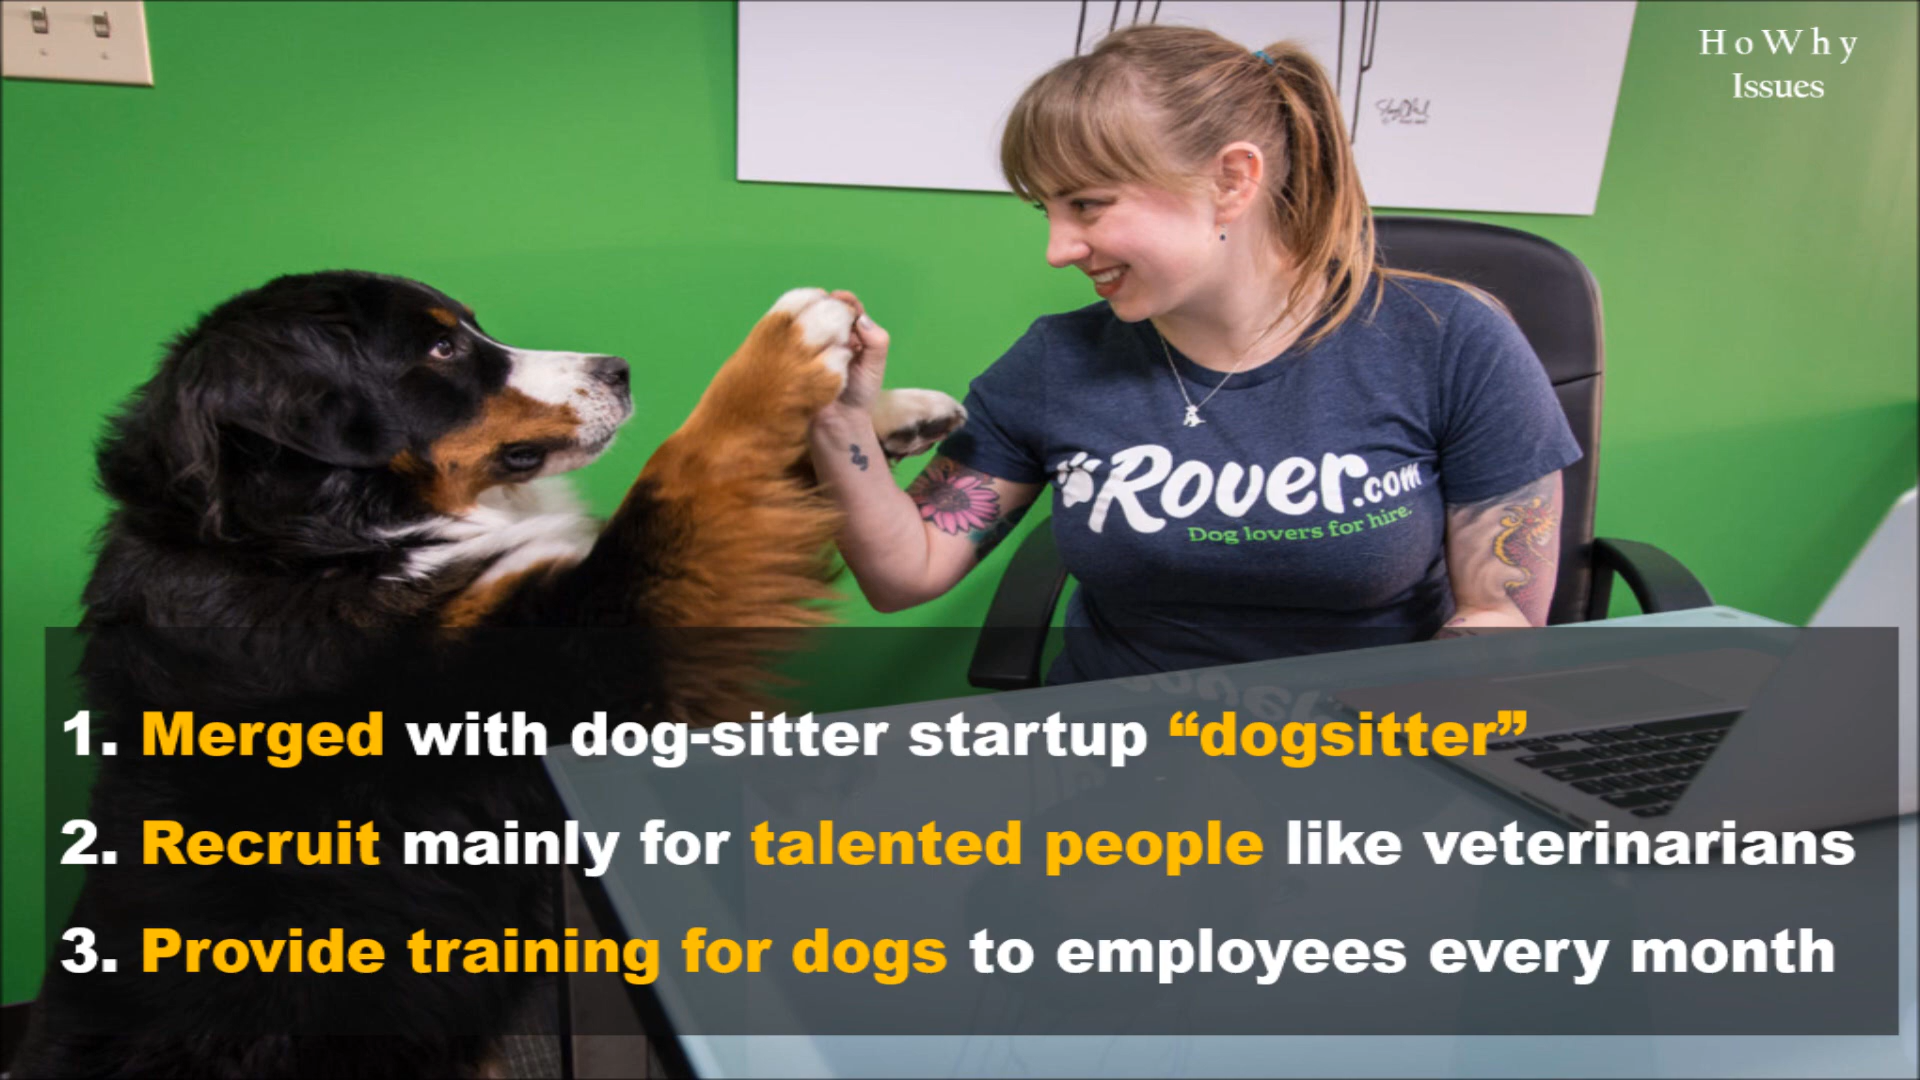 HoWhy
Issues
Rover.com
Dog lovers for hire.
1. Merged with dog-sitter startup “dogsitter”
2. Recruit mainly for talented people like veterinarians
3. Provide training for dogs to employees every month